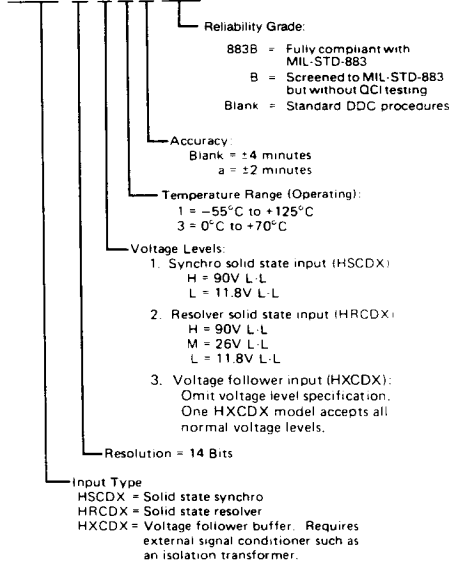 Reliability Grade:
883B = Fully compliant with
MIL-STD-883
B = Screened to MIL-STD-883
but without QCI testing
Blank = Standard DDC procedures
Accuracy:
Blank = ±4 minutes
a = ±2 minutes
Temperature Range (Operating):
1 = −55°C to +125°C
3 = 0°C to +70°C
Voltage Levels:
1. Synchro solid state input (HSCDX)
H = 90V L-L
L = 11.8V L-L
2. Resolver solid state input (HRCDX)
H = 90V L-L
M = 26V L-L
L = 11.8V L-L
3. Voltage follower input (HXCDX):
Omit voltage level specification.
One HXCDX model accepts all
normal voltage levels.
Resolution = 14 Bits
Input Type
HSCDX = Solid state synchro
HRCDX = Solid state resolver
HXCDX = Voltage follower buffer. Requires
external signal conditioner such as
an isolation transformer.